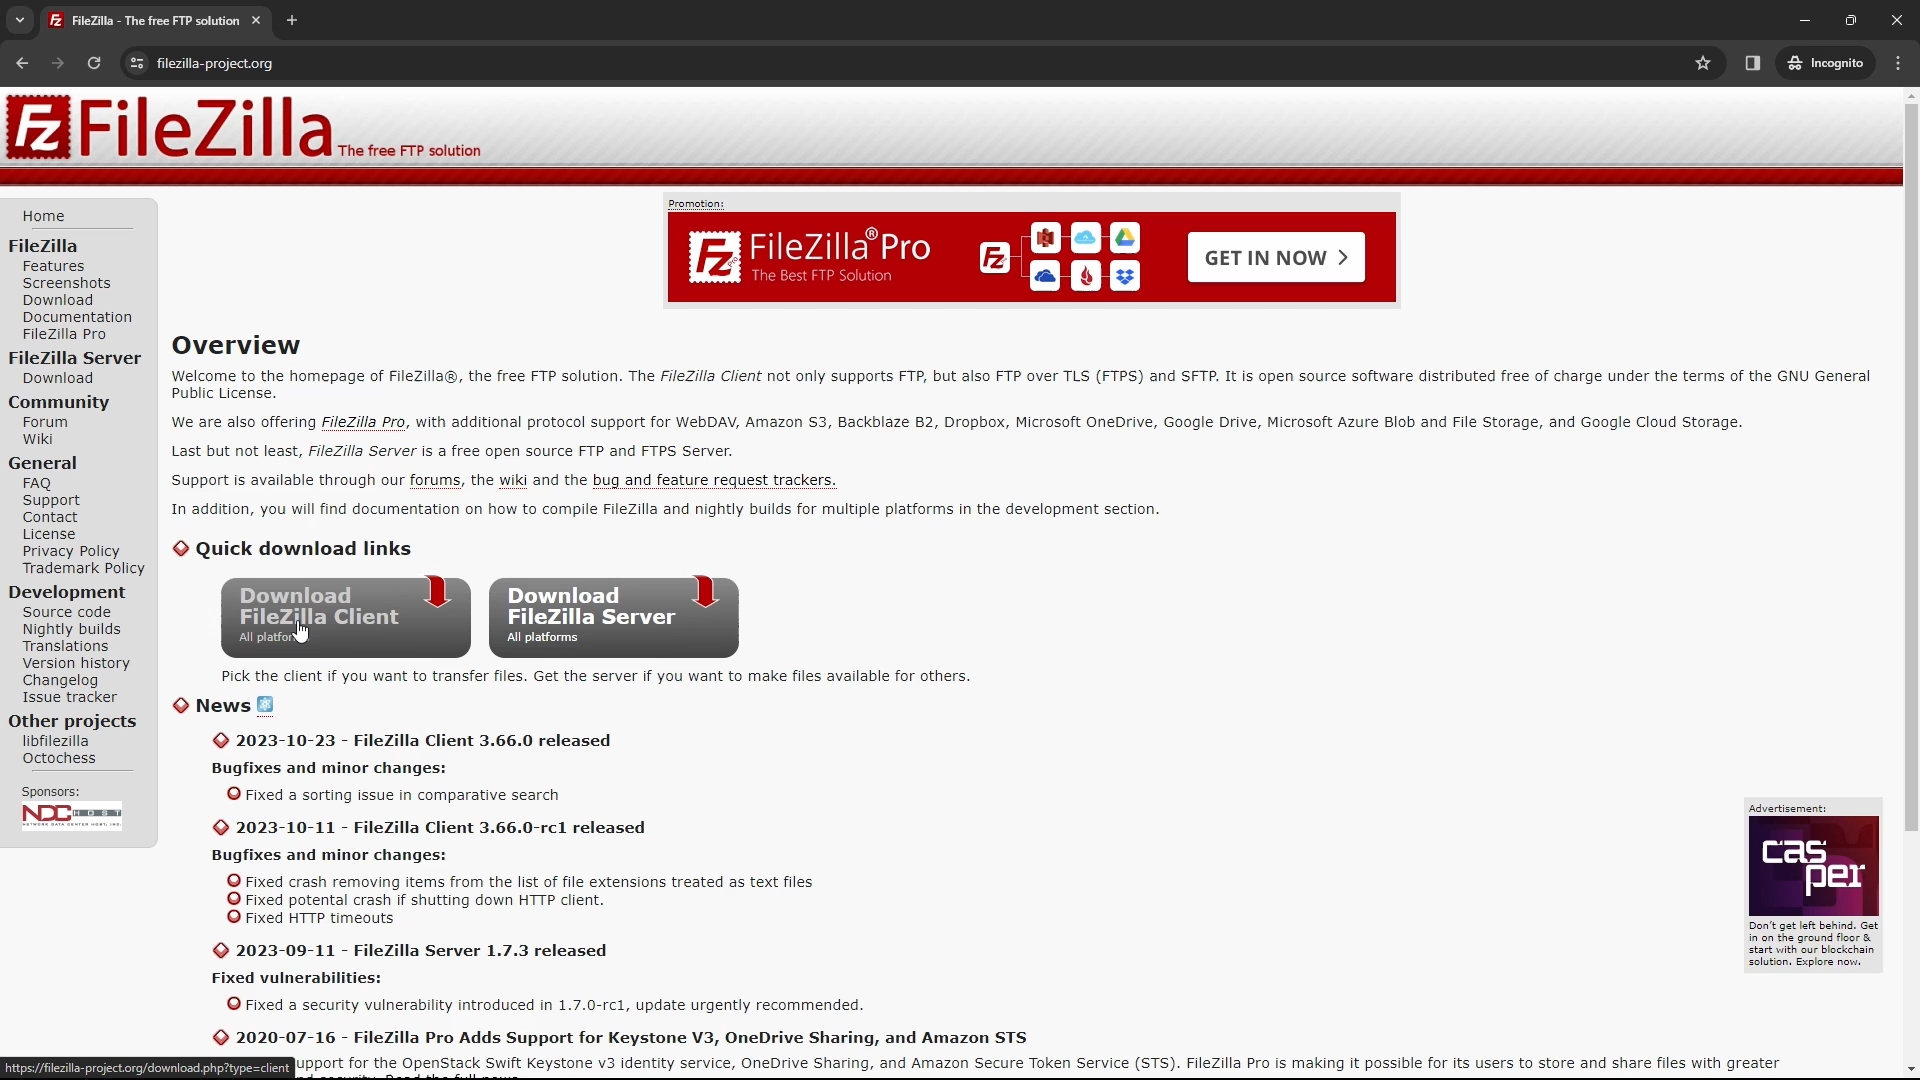 FileZilla - The free FTP solution
filezilla-project.org
Incognito
Fz FileZilla The free FTP solution
Home
FileZilla
Features
Screenshots
Download
Documentation
FileZilla Pro
FileZilla Server
Download
Community
Forum
Wiki
General
FAQ
Support
Contact
License
Privacy Policy
Trademark Policy
Development
Source code
Nightly builds
Translations
Version history
Changelog
Issue tracker
Other projects
libfilezilla
Octochess
Sponsors:
NDC HOST
Promotion:
Fz Pro FileZilla® Pro
The Best FTP Solution
Fz
GET IN NOW
Overview
Welcome to the homepage of FileZilla®, the free FTP solution. The FileZilla Client not only supports FTP, but also FTP over TLS (FTPS) and SFTP. It is open source software distributed free of charge under the terms of the GNU General
Public License.
We are also offering FileZilla Pro, with additional protocol support for WebDAV, Amazon S3, Backblaze B2, Dropbox, Microsoft OneDrive, Google Drive, Microsoft Azure Blob and File Storage, and Google Cloud Storage.
Last but not least, FileZilla Server is a free open source FTP and FTPS Server.
Support is available through our forums, the wiki and the bug and feature request trackers.
In addition, you will find documentation on how to compile FileZilla and nightly builds for multiple platforms in the development section.
Quick download links
Download
FileZilla Client
All platfor
Download
FileZilla Server
All platforms
Pick the client if you want to transfer files. Get the server if you want to make files available for others.
News
2023-10-23 - FileZilla Client 3.66.0 released
Bugfixes and minor changes:
Fixed a sorting issue in comparative search
2023-10-11 - FileZilla Client 3.66.0-rc1 released
Bugfixes and minor changes:
Fixed crash removing items from the list of file extensions treated as text files
Fixed potental crash if shutting down HTTP client.
Fixed HTTP timeouts
2023-09-11 - FileZilla Server 1.7.3 released
Fixed vulnerabilities:
Fixed a security vulnerability introduced in 1.7.0-rc1, update urgently recommended.
2020-07-16 - FileZilla Pro Adds Support for Keystone V3, OneDrive Sharing, and Amazon STS
upport for the OpenStack Swift Keystone v3 identity service, OneDrive Sharing, and Amazon Secure Token Service (STS). FileZilla Pro is making it possible for its users to store and share files with greater
Advertisement:
casper
Don't get left behind. Get
in on the ground floor &
start with our blockchain
solution. Explore now.
https://filezilla-project.org/download.php?type=client